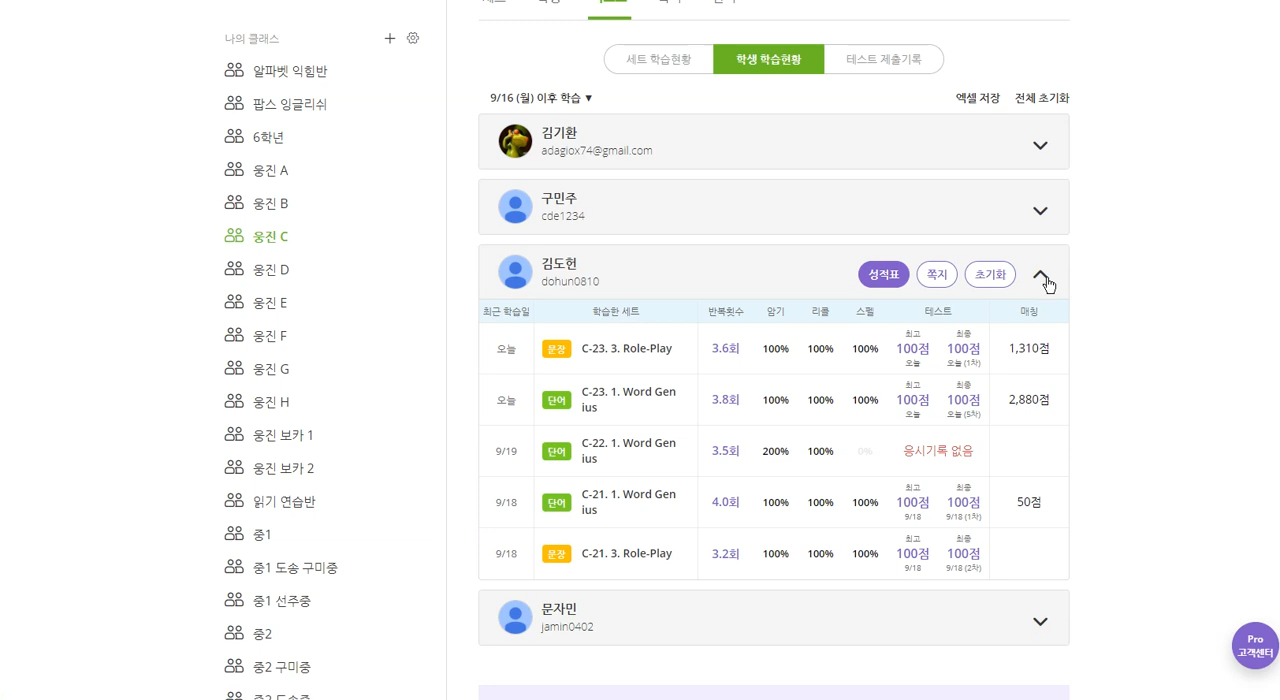 나의 클래스
알파벳 익힘반
팝스 잉글리쉬
6학년
웅진 A
웅진 B
웅진 C
웅진 D
웅진 E
웅진 F
웅진 G
웅진 H
웅진 보카 1
웅진 보카 2
읽기 연습반
중1
중1 도송 구미중
중1 선주중
중2
중2 구미중
세트 학습현황 학생 학습현황 테스트 제출기록
9/16 (월) 이후 학습 ▼ 엑셀 저장 전체 초기화
김기환
adagiox74@gmail.com
구민주
cde1234
김도헌
dohun0810
성적표 쪽지 초기화
최근 학습일 학습한 세트 반복횟수 암기 리콜 스펠 테스트 매칭
오늘 문장 C-23. 3. Role-Play 3.6회 100% 100% 100% 최고 100점 오늘 최종 100점 오늘 (1차) 1,310점
오늘 단어 C-23. 1. Word Gen
ius 3.8회 100% 100% 100% 최고 100점 오늘 최종 100점 오늘 (5차) 2,880점
9/19 단어 C-22. 1. Word Gen
ius 3.5회 200% 100% 0% 응시기록 없음
9/18 단어 C-21. 1. Word Gen
ius 4.0회 100% 100% 100% 최고 100점 9/18 최종 100점 9/18 (1차) 50점
9/18 문장 C-21. 3. Role-Play 3.2회 100% 100% 100% 최고 100점 9/18 최종 100점 9/18 (2차)
문자민
jamin0402
Pro
고객센터